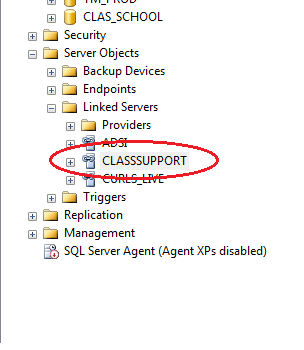 CLAS_SCHOOL
Security
Server Objects
Backup Devices
Endpoints
Linked Servers
Providers
ADSI
CLASSSUPPORT
CURLS_LIVE
Triggers
Replication
Management
SQL Server Agent (Agent XPs disabled)